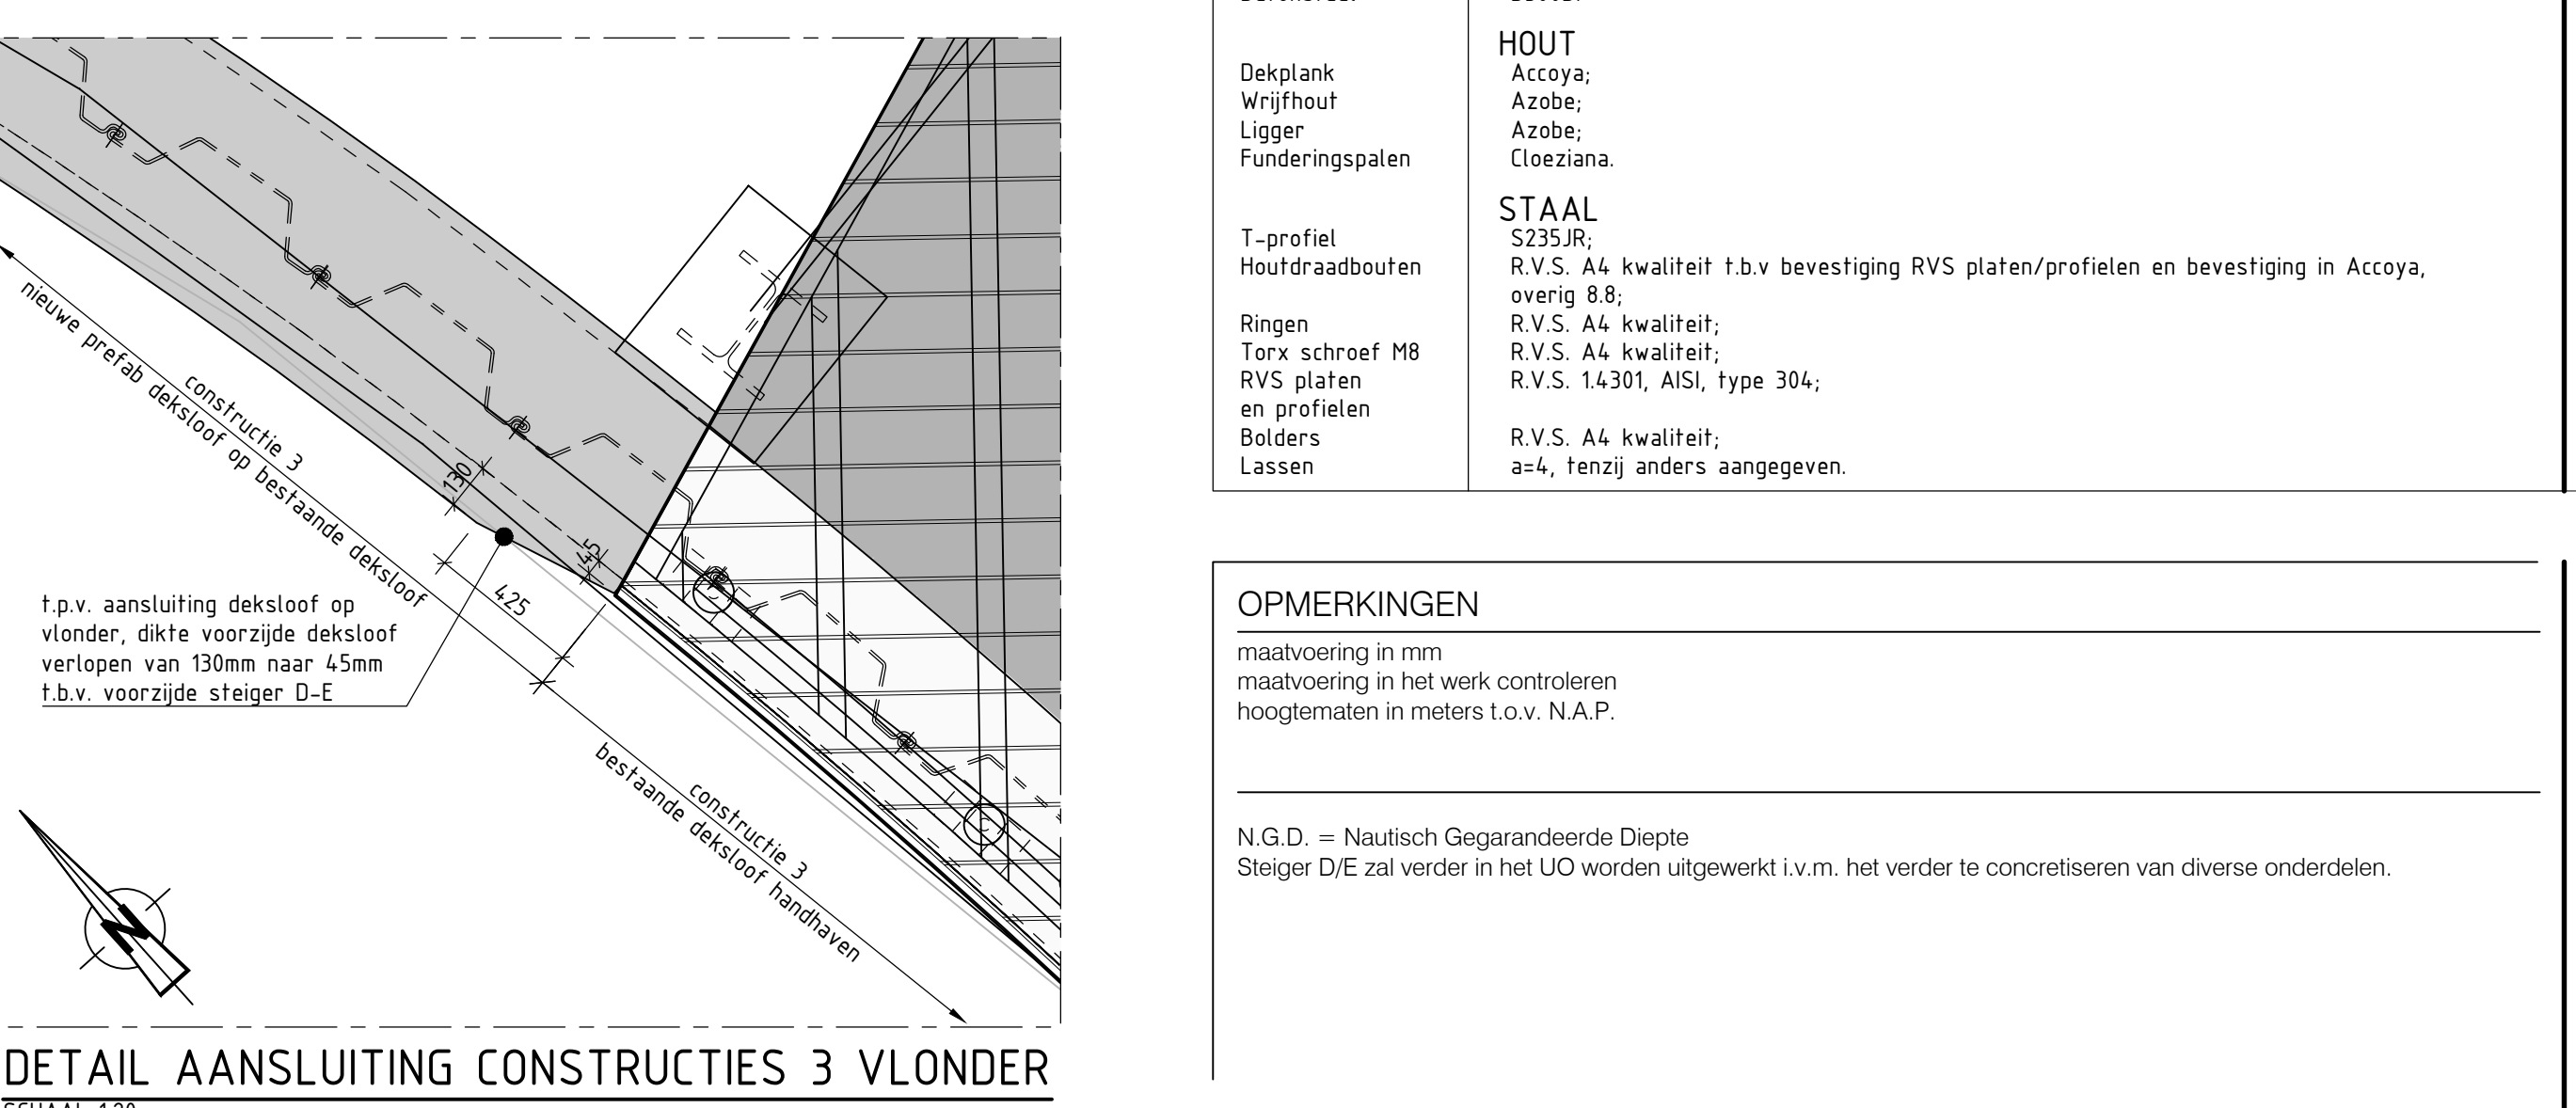 HOUT
Dekplank Accoya;
Wrijfhout Azobe;
Ligger Azobe;
Funderingspalen Cloeziana.
STAAL
T-profiel S235JR;
Houtdraadbouten R.V.S. A4 kwaliteit t.b.v bevestiging RVS platen/profielen en bevestiging in Accoya,
overig 8.8;
Ringen R.V.S. A4 kwaliteit;
Torx schroef M8 R.V.S. A4 kwaliteit;
RVS platen R.V.S. 1.4301, AISI, type 304;
en profielen
Bolders R.V.S. A4 kwaliteit;
Lassen a=4, tenzij anders aangegeven.
constructie 3
nieuwe prefab deksloof op bestaande deksloof
130
45
425
t.p.v. aansluiting deksloof op
vlonder, dikte voorzijde deksloof
verlopen van 130mm naar 45mm
t.b.v. voorzijde steiger D-E
constructie 3
bestaande deksloof handhaven
N
DETAIL AANSLUITING CONSTRUCTIES 3 VLONDER
OPMERKINGEN
maatvoering in mm
maatvoering in het werk controleren
hoogtematen in meters t.o.v. N.A.P.
N.G.D. = Nautisch Gegarandeerde Diepte
Steiger D/E zal verder in het UO worden uitgewerkt i.v.m. het verder te concretiseren van diverse onderdelen.